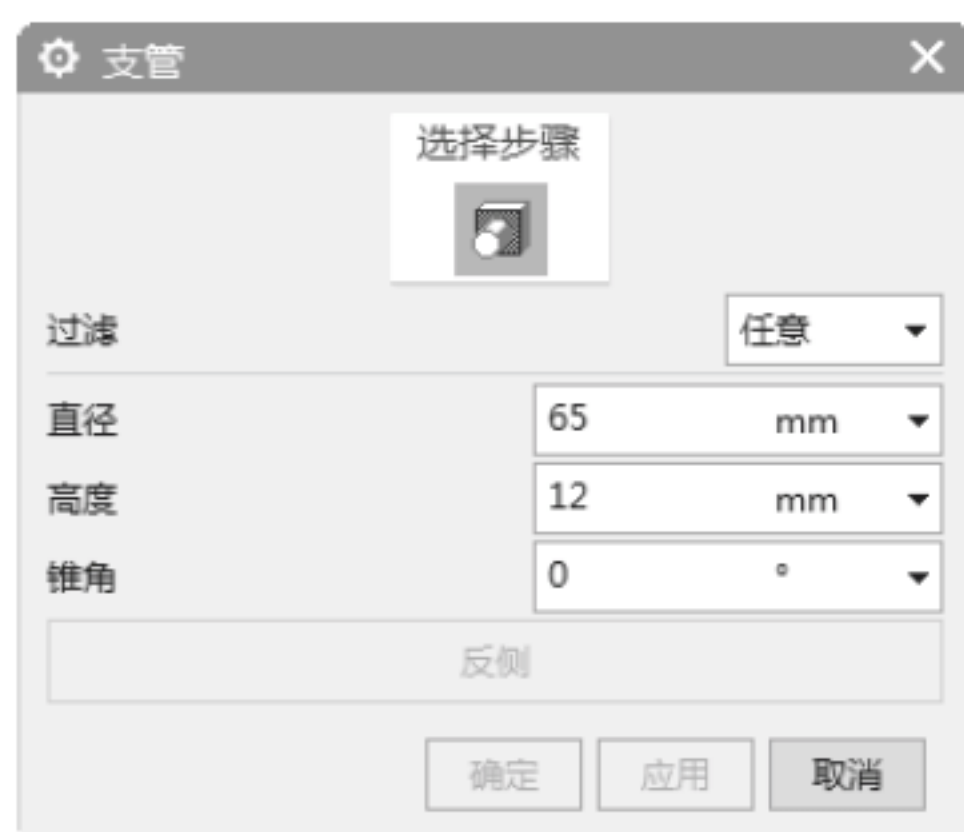 支管
选择步骤
过滤 任意
直径 65 mm
高度 12 mm
锥角 0 °
反侧
确定 应用 取消